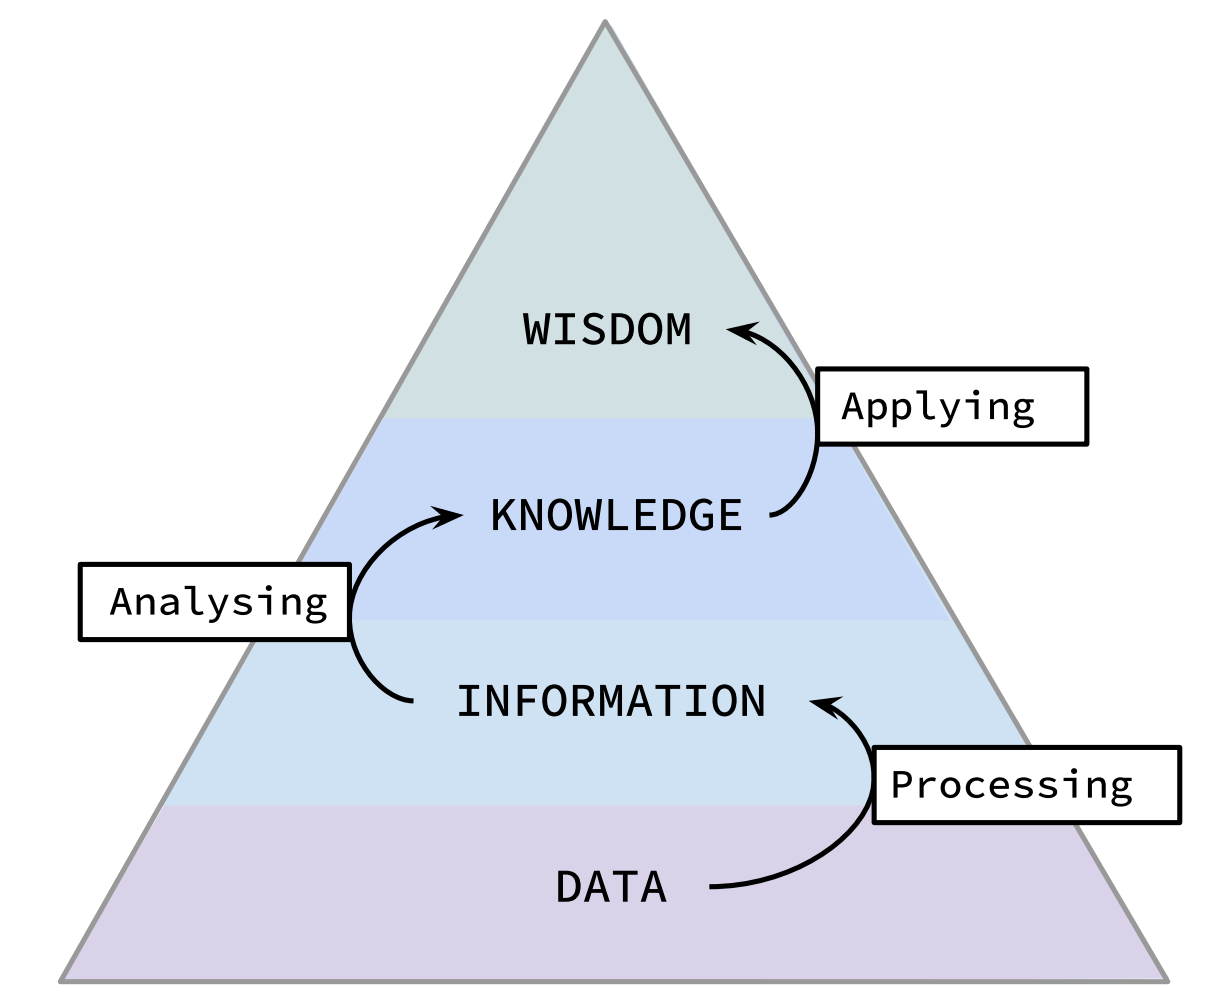 WISDOM
Applying
KNOWLEDGE
Analysing
INFORMATION
Processing
DATA